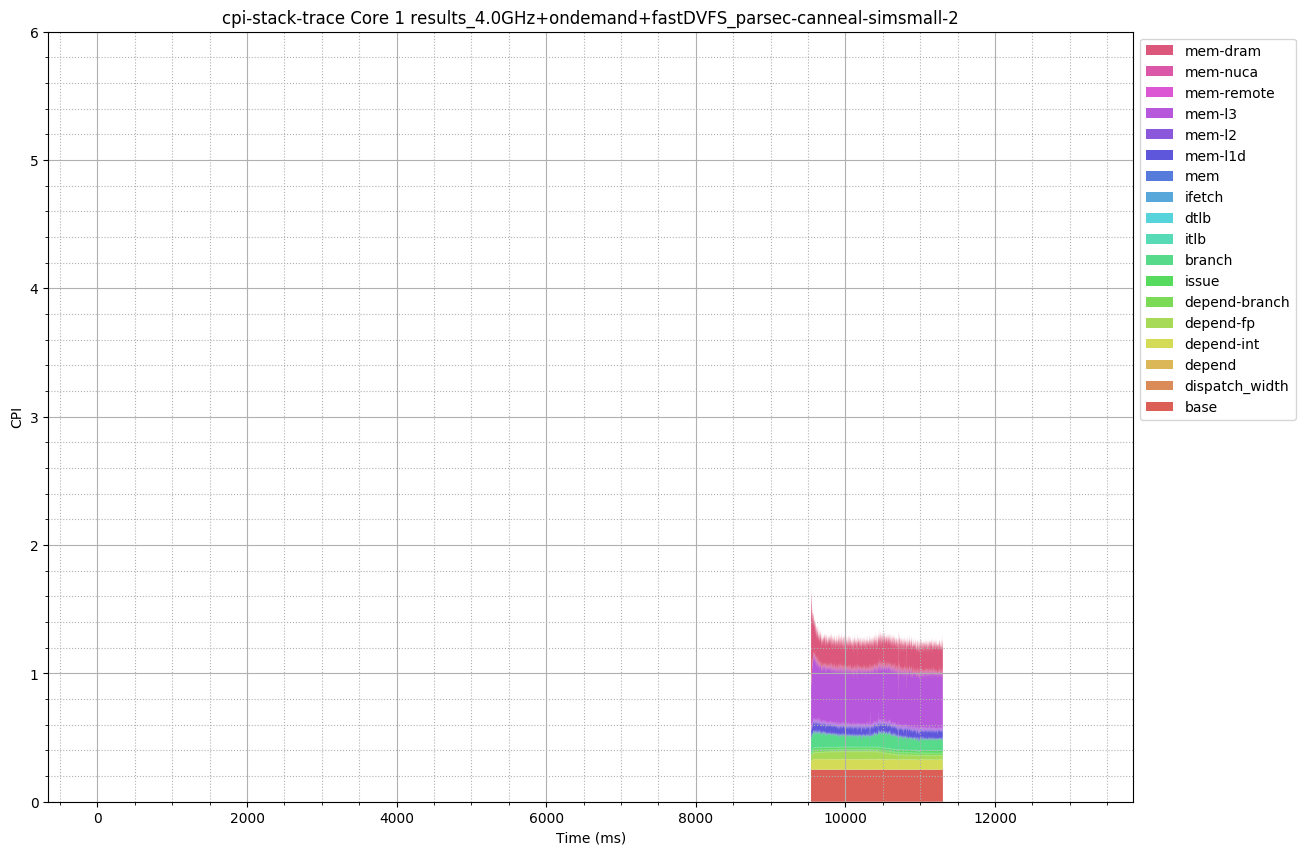 cpi-stack-trace Core 1 results_4.0GHz+ondemand+fastDVFS_parsec-canneal-simsmall-2
6
5
4
3
2
1
0
CPI
0 2000 4000 6000 8000 10000 12000
Time (ms)
mem-dram
mem-nuca
mem-remote
mem-l3
mem-l2
mem-l1d
mem
ifetch
dtlb
itlb
branch
issue
depend-branch
depend-fp
depend-int
depend
dispatch_width
base